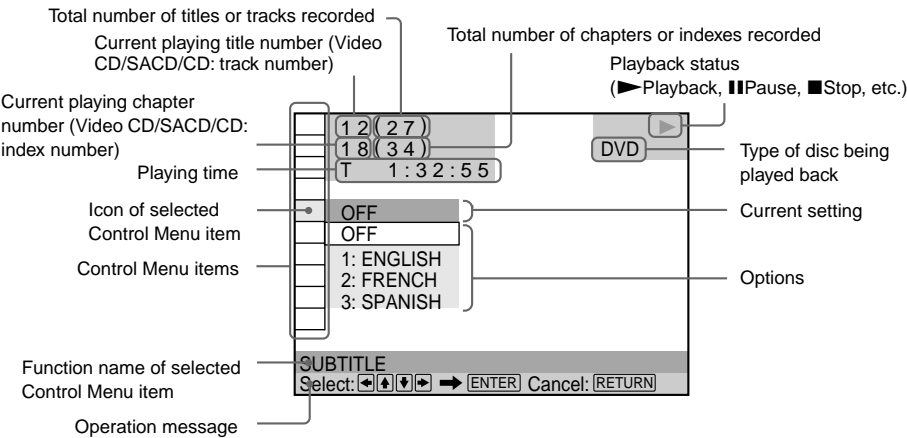 Total number of titles or tracks recorded
Current playing title number (Video
CD/SACD/CD: track number)
Total number of chapters or indexes recorded
Playback status
(►Playback, ❚❚Pause, ■Stop, etc.)
Current playing chapter
number (Video CD/SACD/CD:
index number)
Playing time
Icon of selected
Control Menu item
Control Menu items
Function name of selected
Control Menu item
Operation message
12(27)
18(34)
T 1:32:55
►
DVD
OFF
OFF
1: ENGLISH
2: FRENCH
3: SPANISH
SUBTITLE
Select: ← ↑ ↓ → ➡ ENTER Cancel: RETURN
Type of disc being
played back
Current setting
Options